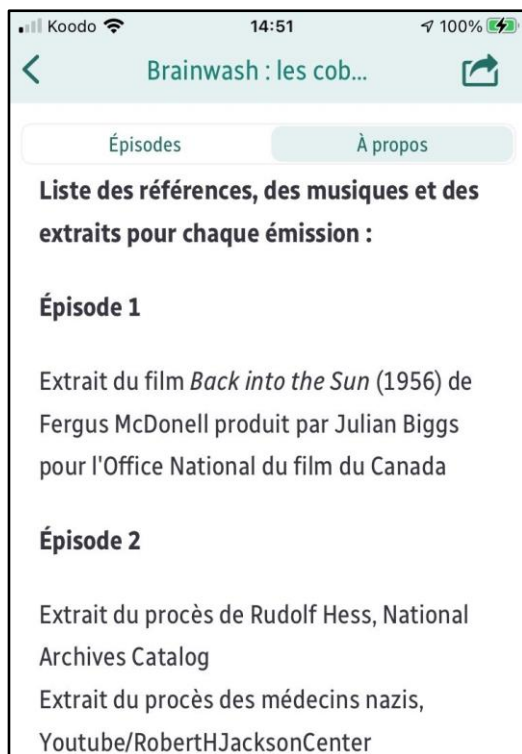 Koodo 14:51 100%
Brainwash : les cob...
Épisodes À propos
Liste des références, des musiques et des
extraits pour chaque émission :
Épisode 1
Extrait du film Back into the Sun (1956) de
Fergus McDonell produit par Julian Biggs
pour l'Office National du film du Canada
Épisode 2
Extrait du procès de Rudolf Hess, National
Archives Catalog
Extrait du procès des médecins nazis,
Youtube/RobertHJacksonCenter